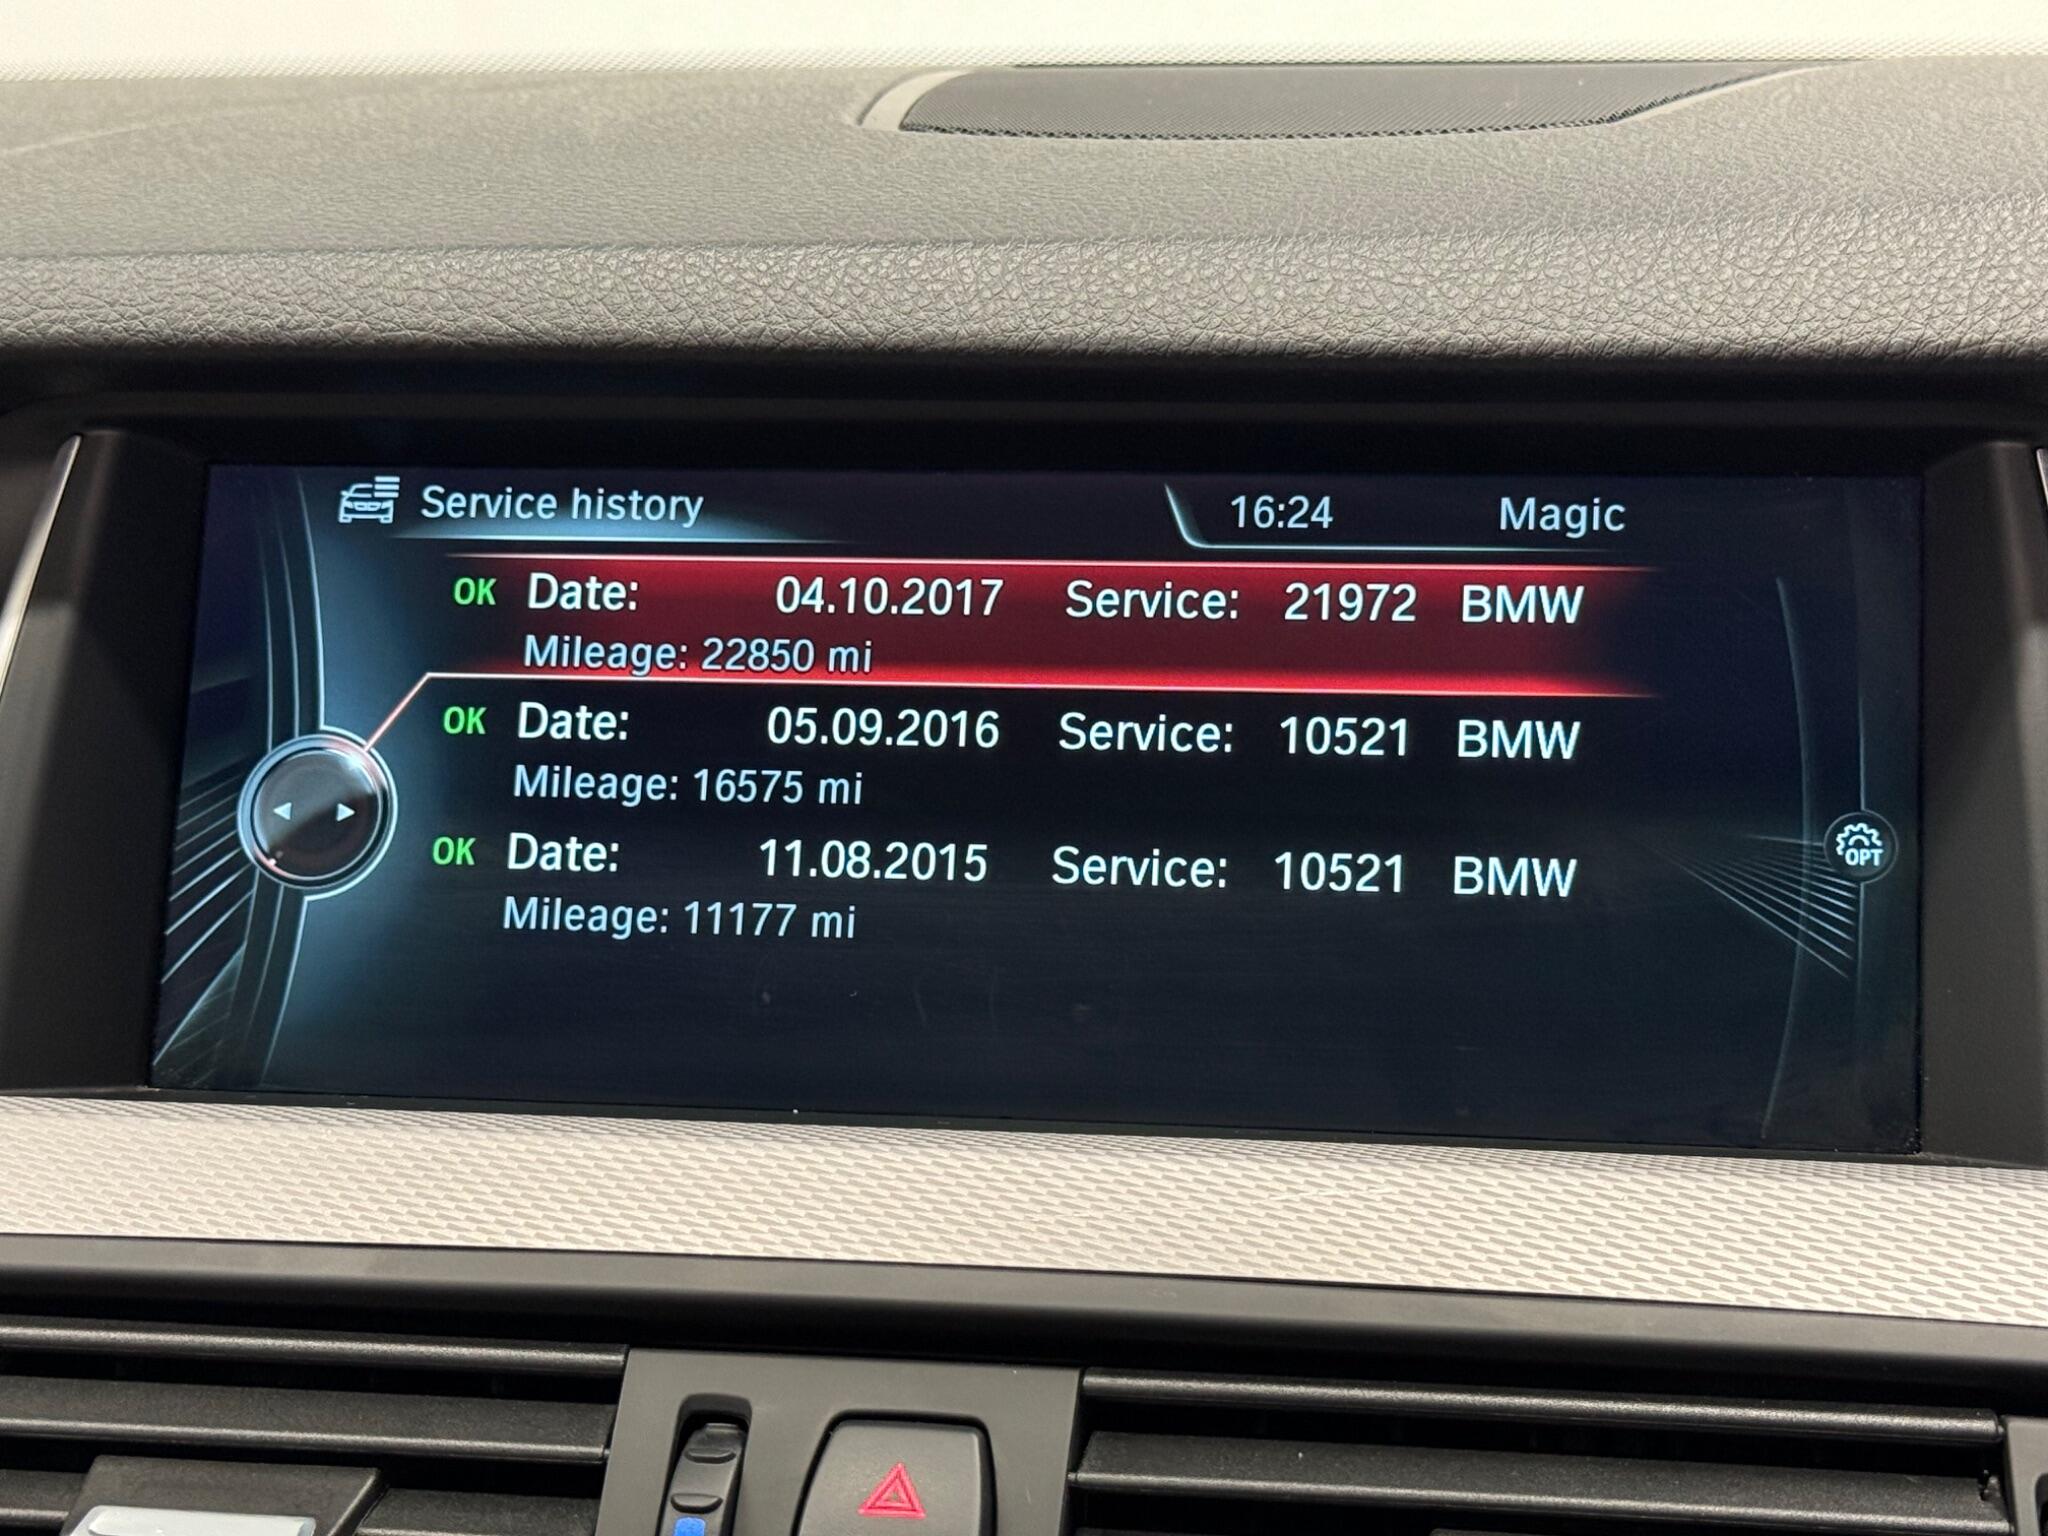 Service history 16:24 Magic
OK Date: 04.10.2017 Service: 21972 BMW
Mileage: 22850 mi
OK Date: 05.09.2016 Service: 10521 BMW
Mileage: 16575 mi
OK Date: 11.08.2015 Service: 10521 BMW
Mileage: 11177 mi
OPT